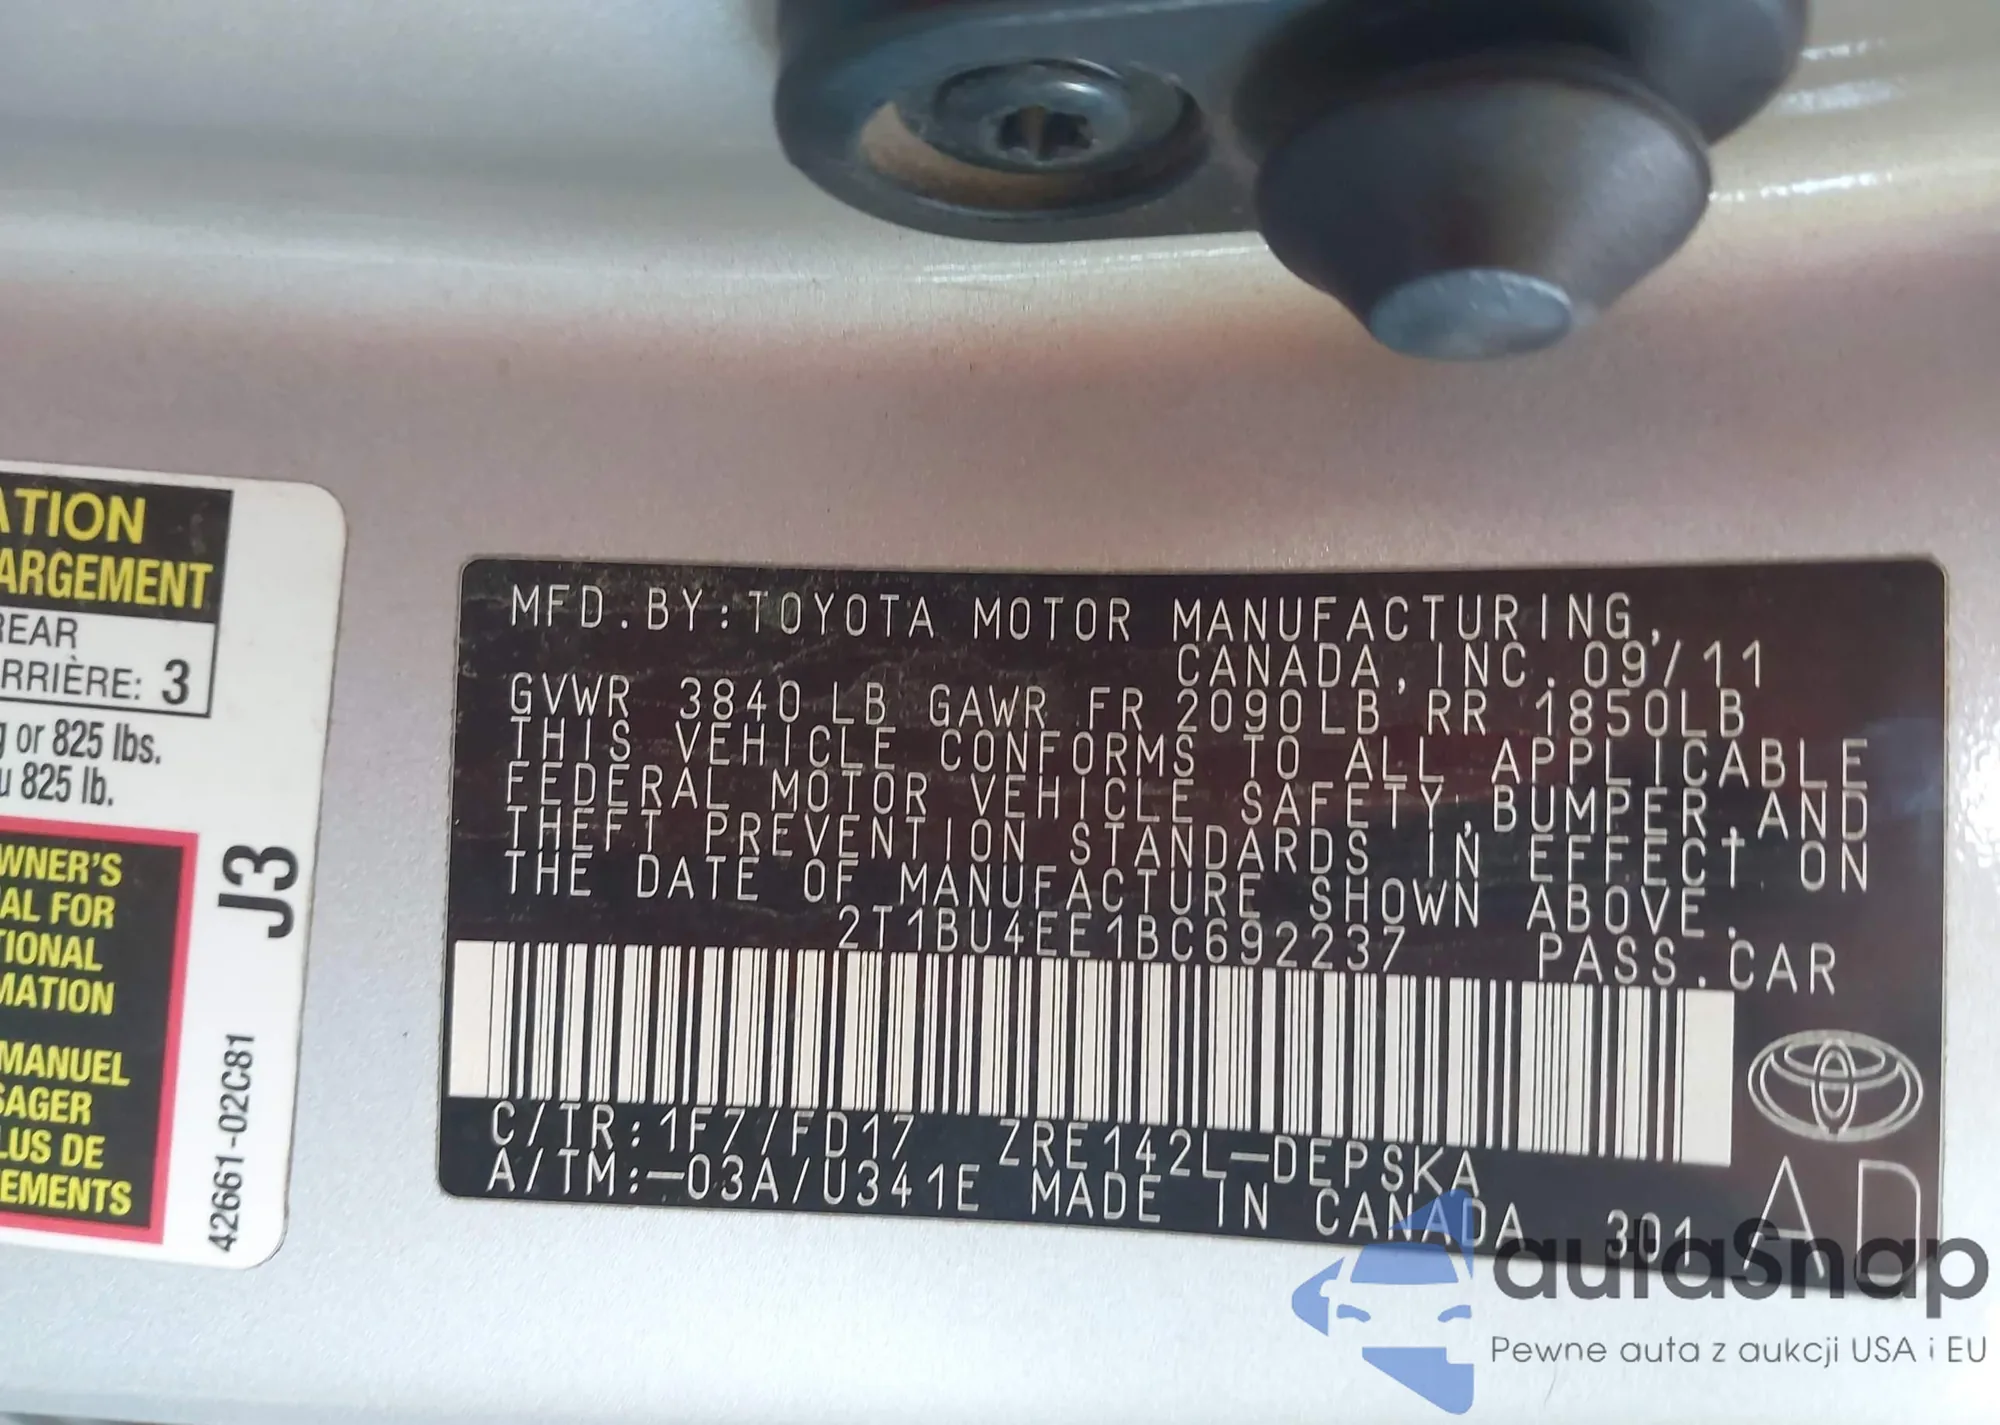 ATION
ARGEMENT
REAR
ARRIÈRE: 3
g or 825 lbs.
u 825 lb.
WNER'S
AL FOR
TIONAL
MATION
MANUEL
SAGER
LUS DE
EMENTS
J3
42661-02C81
MFD.BY:TOYOTA MOTOR MANUFACTURING,
CANADA,INC. 09/11
GVWR 3840 LB GAWR FR 2090LB RR 1850LB
THIS VEHICLE CONFORMS TO ALL APPLICABLE
FEDERAL MOTOR VEHICLE SAFETY,BUMPER,AND
THEFT PREVENTION STANDARDS IN EFFECT ON
THE DATE OF MANUFACTURE SHOWN ABOVE.
2T1BU4EE1BC692237 PASS.CAR
C/TR:1F7/FD17 ZRE142L-DEPSKA
A/TM:-03A/U341E MADE IN CANADA 301
AD
autaSnap
Pewne auta z aukcji USA i EU